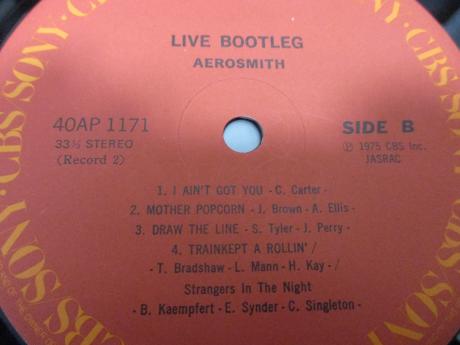 LIVE BOOTLEG
AEROSMITH
40AP 1171
33⅓ STEREO
(Record 2)
SIDE B
Ⓟ 1975 CBS Inc.
JASRAC
1. I AIN'T GOT YOU - C. Carter -
2. MOTHER POPCORN - J. Brown - A. Ellis -
3. DRAW THE LINE - S. Tyler - J. Perry -
4. TRAINKEPT A ROLLIN' /
- T. Bradshaw - L. Mann - H. Kay - /
Strangers In The Night
- B. Kaempfert - E. Synder - C. Singleton -
CBS/SONY · CBS SONY · CBS/SONY